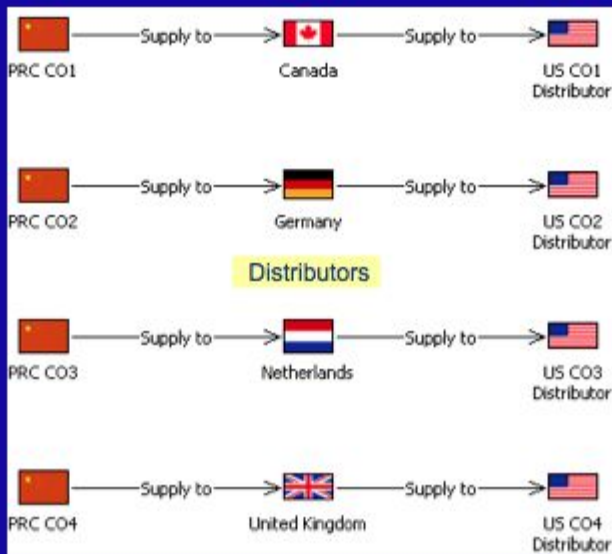 Supply to Supply to
PRC CO1 Canada US CO1
Distributor
Supply to Supply to
PRC CO2 Germany US CO2
Distributor
Distributors
Supply to Supply to
PRC CO3 Netherlands US CO3
Distributor
Supply to Supply to
PRC CO4 United Kingdom US CO4
Distributor